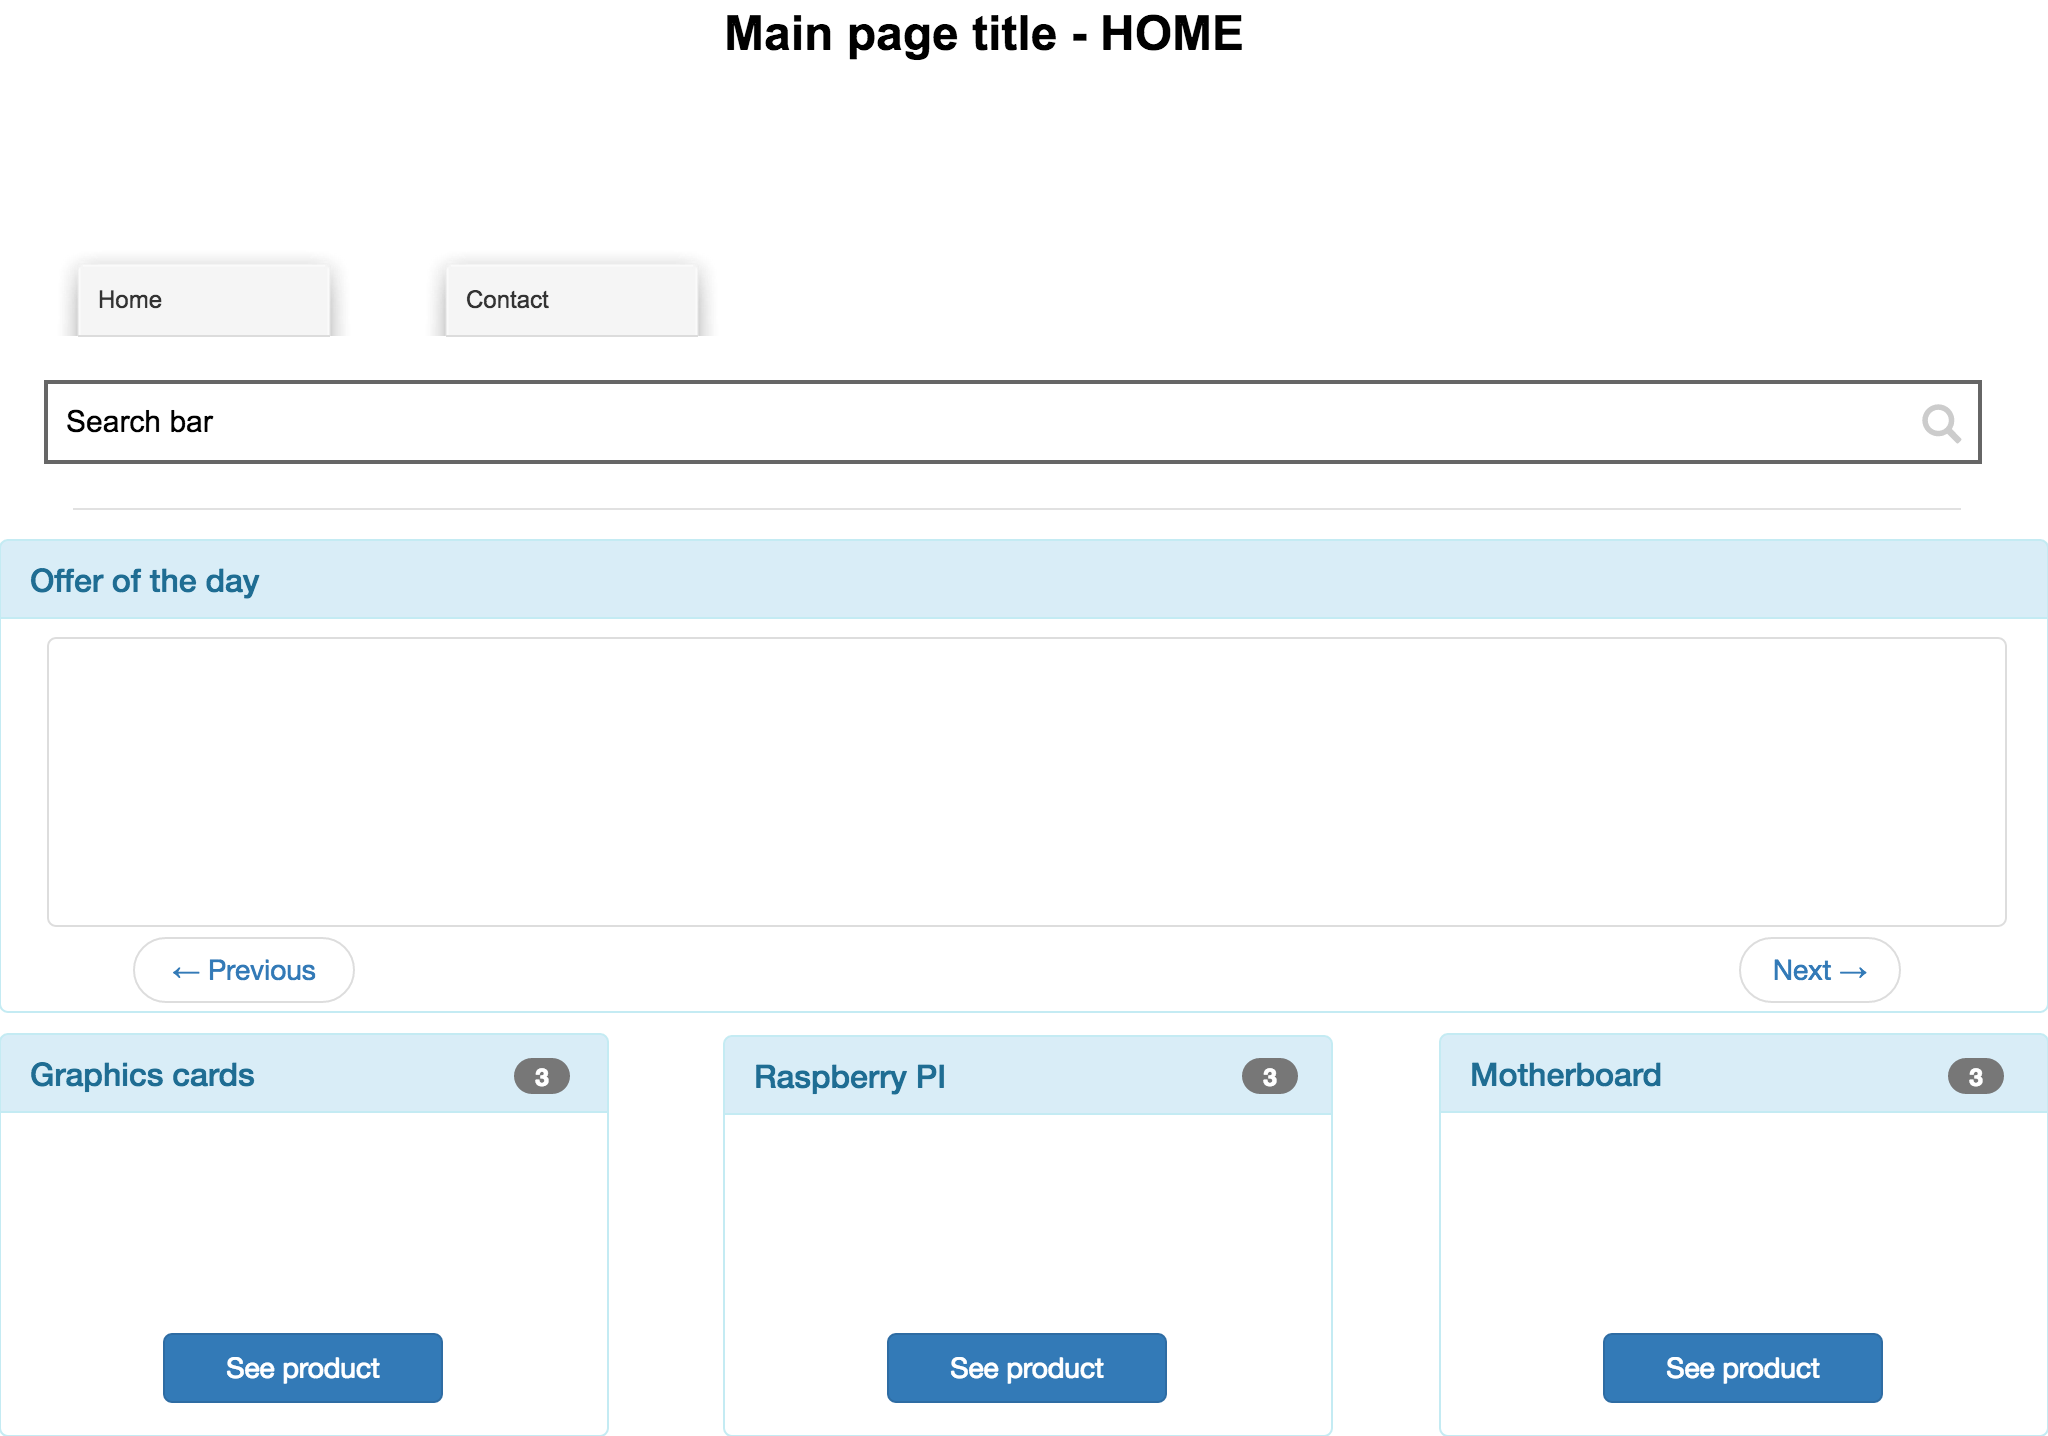 Main page title - HOME
Home
Contact
Search bar
Offer of the day
← Previous
Next →
Graphics cards 3
Raspberry PI 3
Motherboard 3
See product
See product
See product